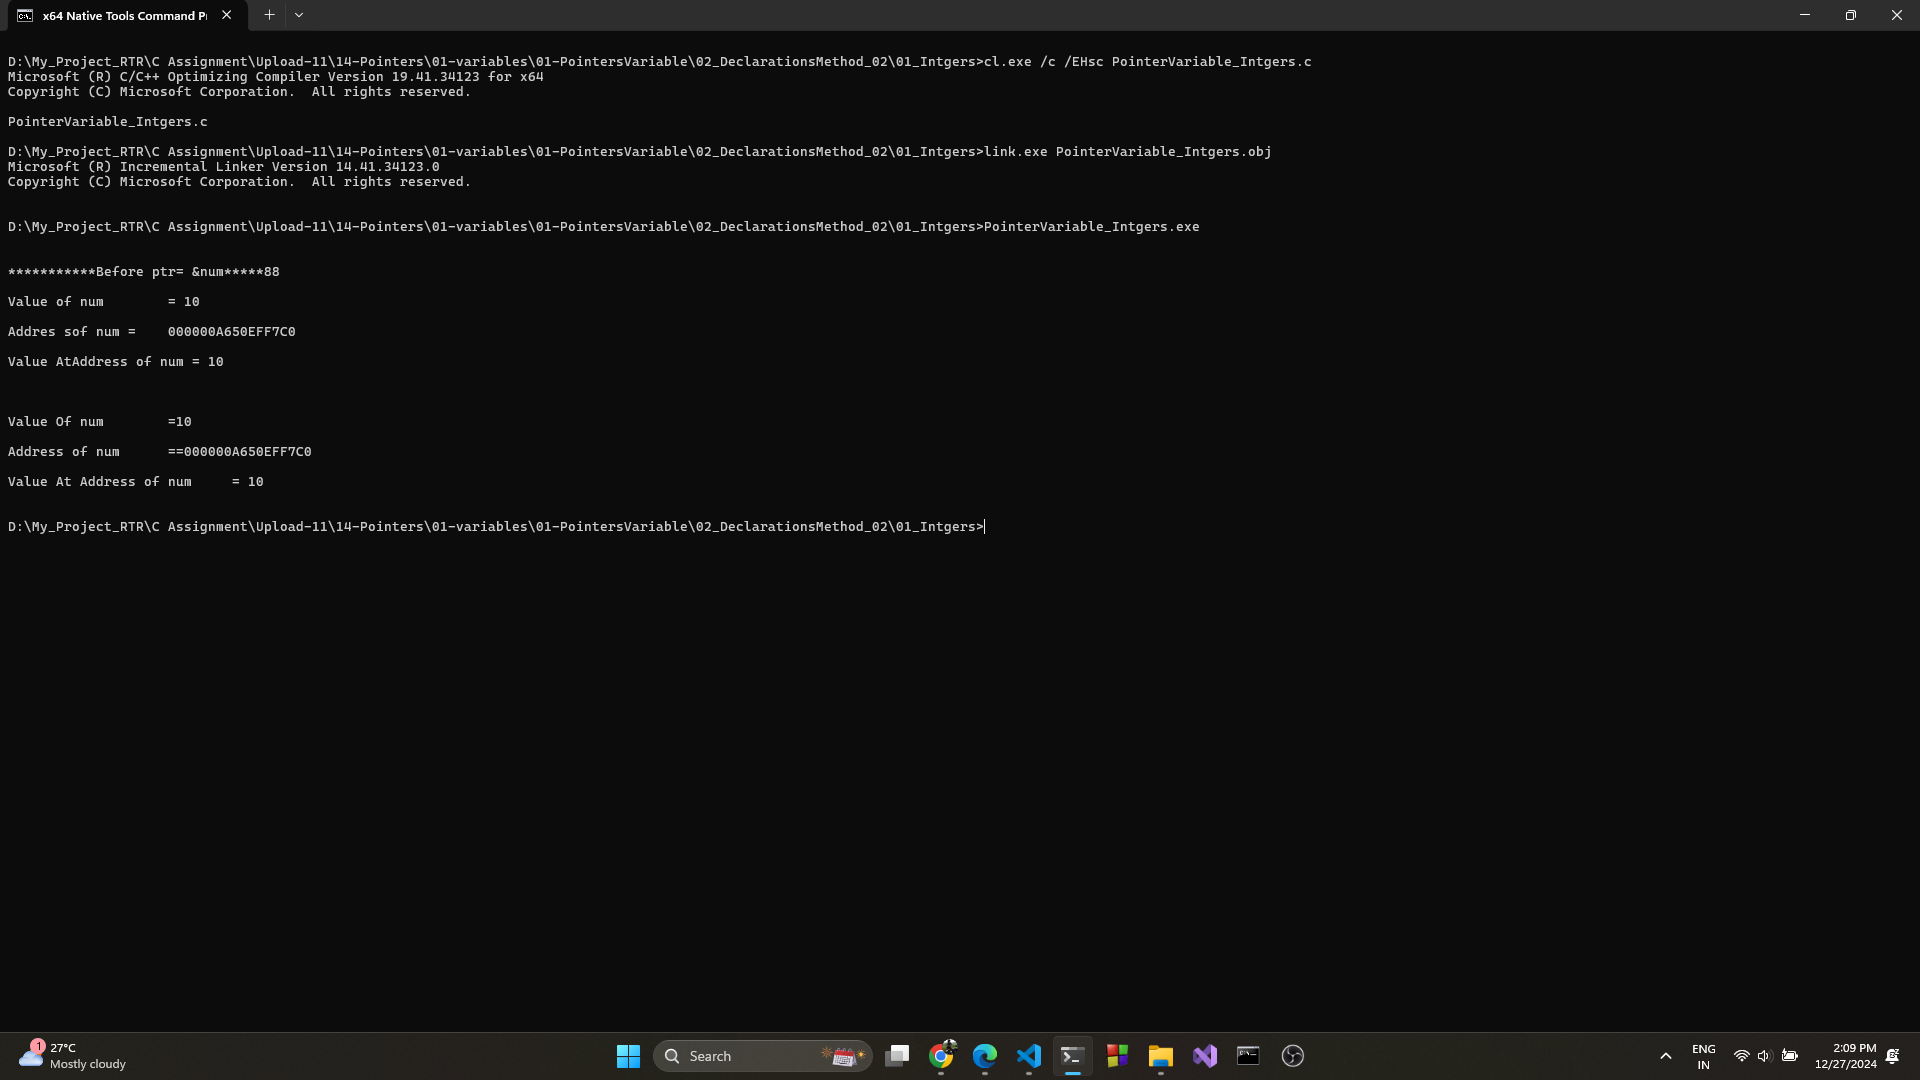 x64 Native Tools Command P
D:\My_Project_RTR\C Assignment\Upload-11\14-Pointers\01-variables\01-PointersVariable\02_DeclarationsMethod_02\01_Intgers>cl.exe /c /EHsc PointerVariable_Intgers.c
Microsoft (R) C/C++ Optimizing Compiler Version 19.41.34123 for x64
Copyright (C) Microsoft Corporation.  All rights reserved.
PointerVariable_Intgers.c
D:\My_Project_RTR\C Assignment\Upload-11\14-Pointers\01-variables\01-PointersVariable\02_DeclarationsMethod_02\01_Intgers>link.exe PointerVariable_Intgers.obj
Microsoft (R) Incremental Linker Version 14.41.34123.0
Copyright (C) Microsoft Corporation.  All rights reserved.
D:\My_Project_RTR\C Assignment\Upload-11\14-Pointers\01-variables\01-PointersVariable\02_DeclarationsMethod_02\01_Intgers>PointerVariable_Intgers.exe
***********Before ptr= &num*****88
Value of num        = 10
Addres sof num =    000000A650EFF7C0
Value AtAddress of num = 10
Value Of num        =10
Address of num      ==000000A650EFF7C0
Value At Address of num     = 10
D:\My_Project_RTR\C Assignment\Upload-11\14-Pointers\01-variables\01-PointersVariable\02_DeclarationsMethod_02\01_Intgers>
1
27°C
Mostly cloudy
Search
ENG
IN
2:09 PM
12/27/2024